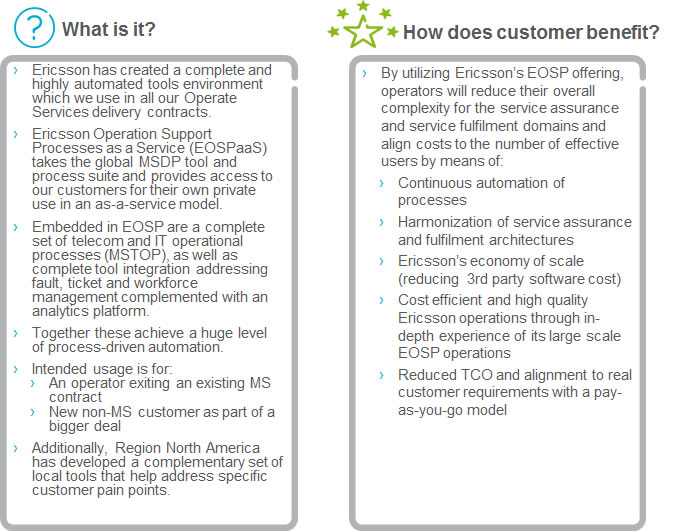 What is it?
Ericsson has created a complete and
highly automated tools environment
which we use in all our Operate
Services delivery contracts.
Ericsson Operation Support
Processes as a Service (EOSPaaS)
takes the global MSDP tool and
process suite and provides access to
our customers for their own private
use in an as-a-service model.
Embedded in EOSP are a complete
set of telecom and IT operational
processes (MSTOP), as well as
complete tool integration addressing
fault, ticket and workforce
management complemented with an
analytics platform.
Together these achieve a huge level
of process-driven automation.
Intended usage is for:
An operator exiting an existing MS
contract
New non-MS customer as part of a
bigger deal
Additionally, Region North America
has developed a complementary set of
local tools that help address specific
customer pain points.
How does customer benefit?
By utilizing Ericsson's EOSP offering,
operators will reduce their overall
complexity for the service assurance
and service fulfilment domains and
align costs to the number of effective
users by means of:
Continuous automation of
processes
Harmonization of service assurance
and fulfilment architectures
Ericsson's economy of scale
(reducing 3rd party software cost)
Cost efficient and high quality
Ericsson operations through in-
depth experience of its large scale
EOSP operations
Reduced TCO and alignment to real
customer requirements with a pay-
as-you-go model